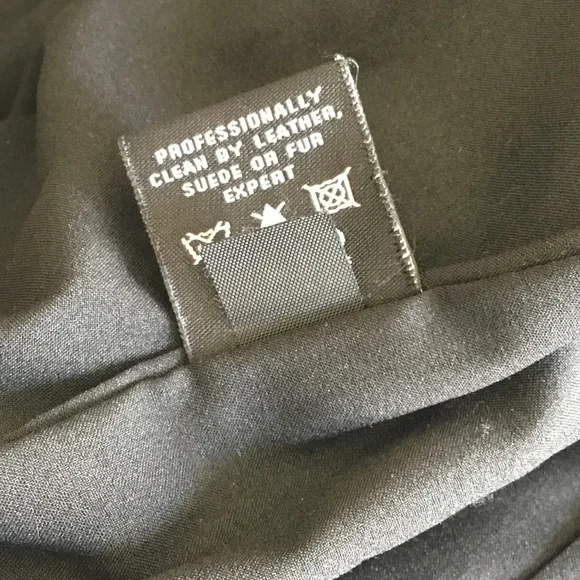 PROFESSIONALLY
CLEAN BY LEATHER,
SUEDE OR FUR
EXPERT